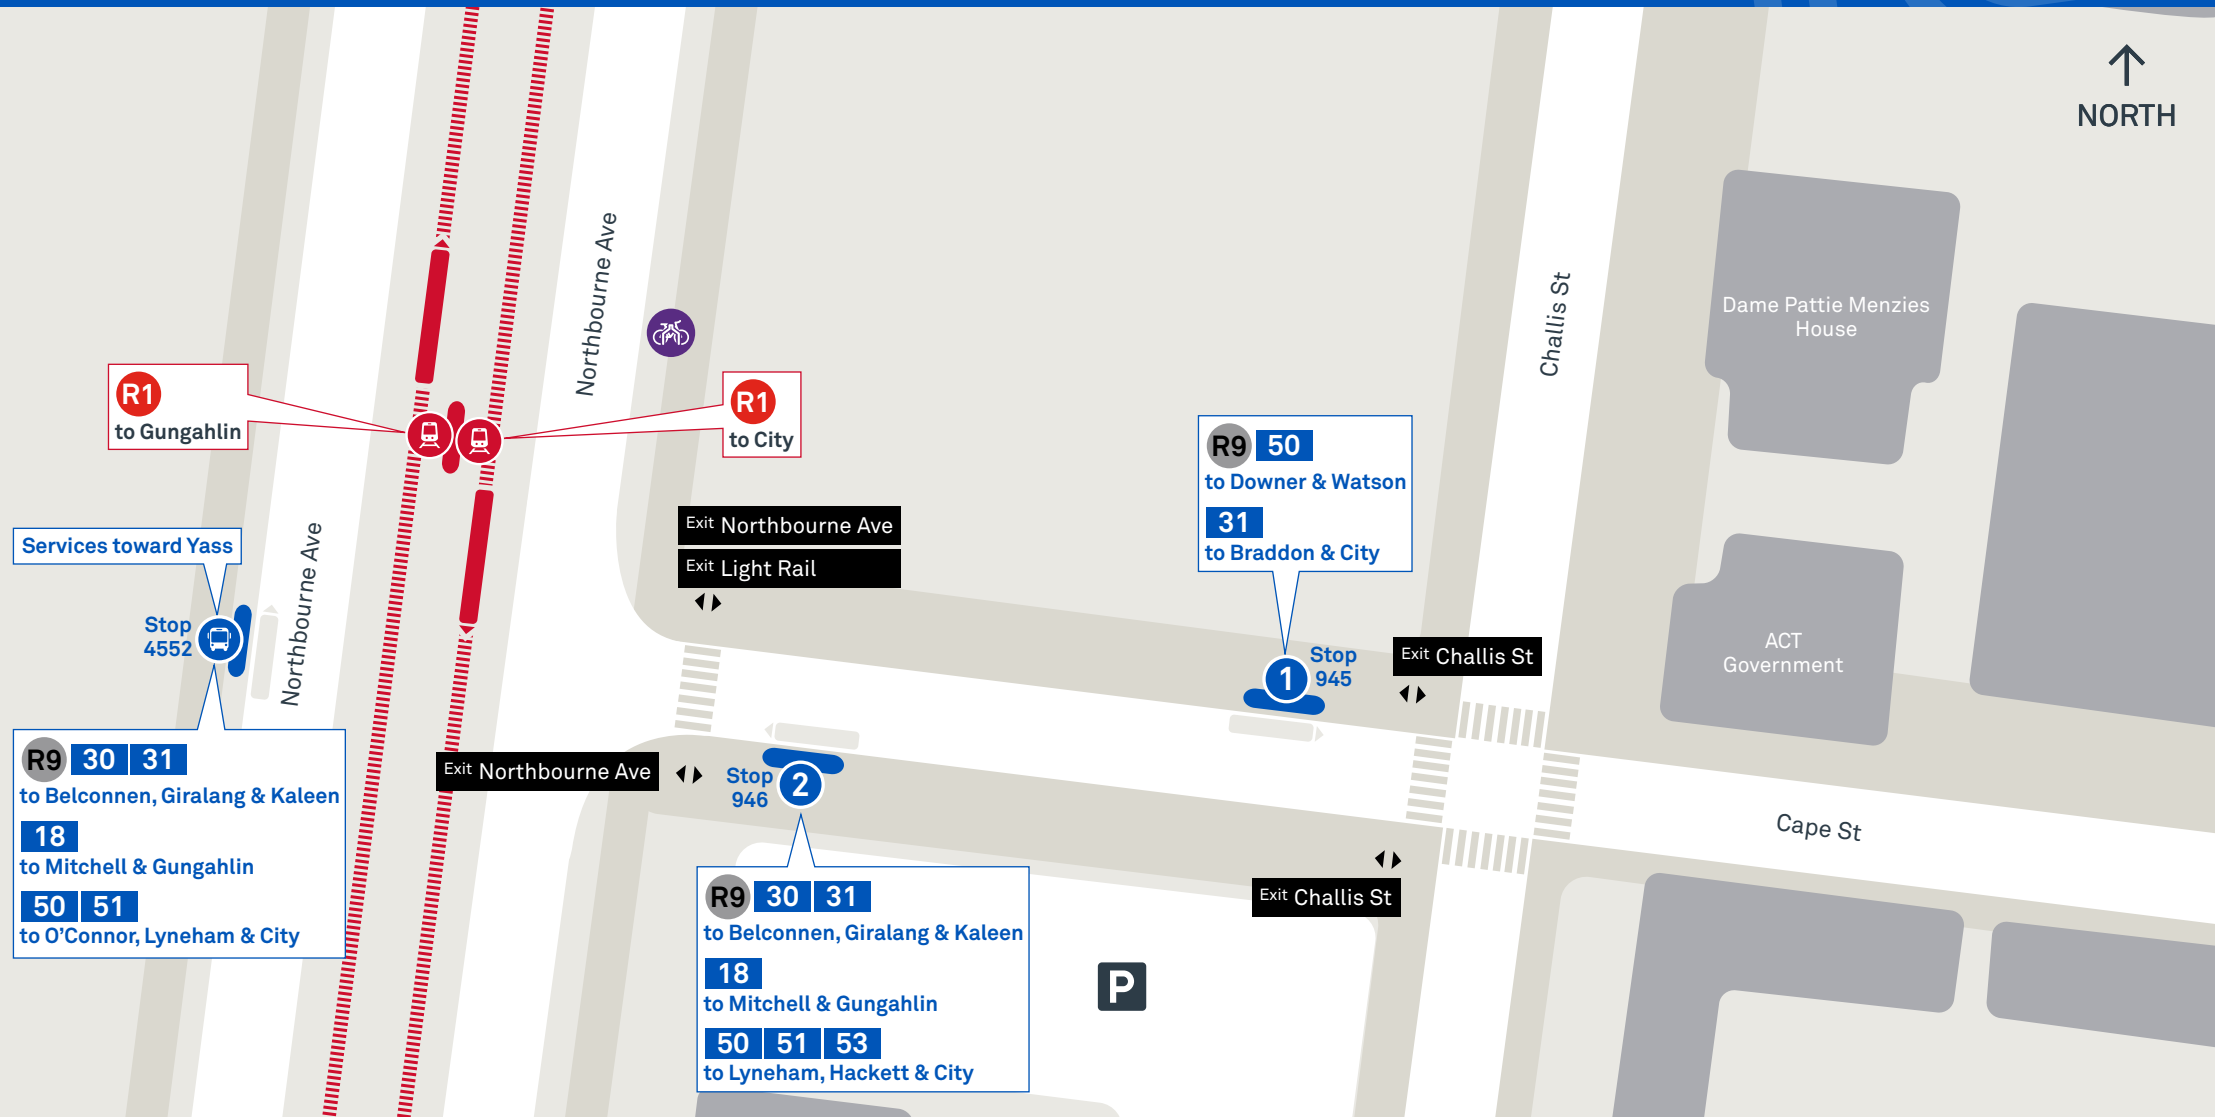 NORTH
Northbourne Ave
Challis St
Dame Pattie Menzies
House
R1
to Gungahlin
R1
to City
R9 50
to Downer & Watson
31
to Braddon & City
Exit Northbourne Ave
Exit Light Rail
Services toward Yass
Northbourne Ave
Stop
4552
Stop
945
1
Exit Challis St
ACT
Government
R9 30 31
to Belconnen, Giralang & Kaleen
18
to Mitchell & Gungahlin
50 51
to O'Connor, Lyneham & City
Exit Northbourne Ave
Stop
946
2
Cape St
R9 30 31
to Belconnen, Giralang & Kaleen
18
to Mitchell & Gungahlin
50 51 53
to Lyneham, Hackett & City
Exit Challis St
P